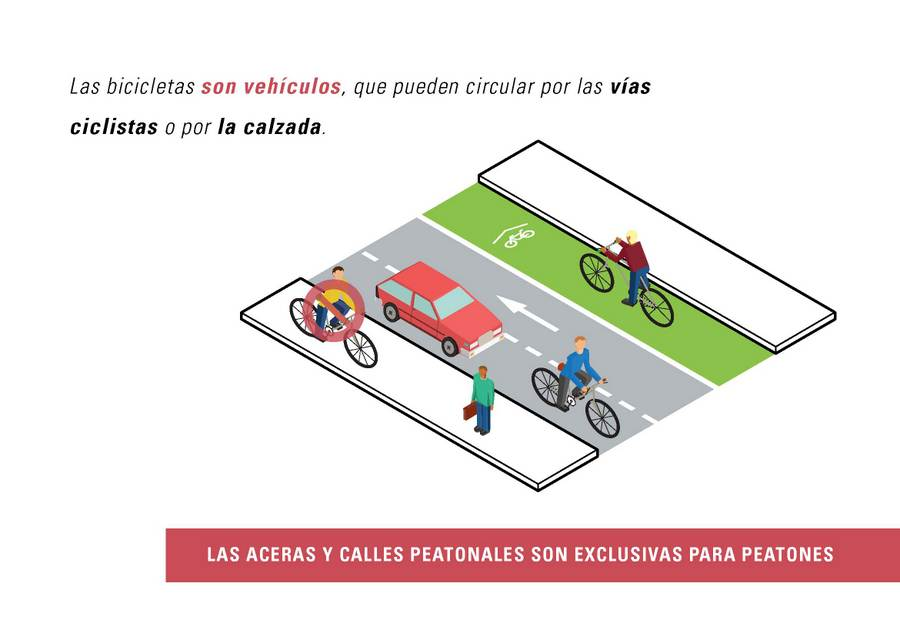 Las bicicletas son vehículos, que pueden circular por las vías
ciclistas o por la calzada.
LAS ACERAS Y CALLES PEATONALES SON EXCLUSIVAS PARA PEATONES